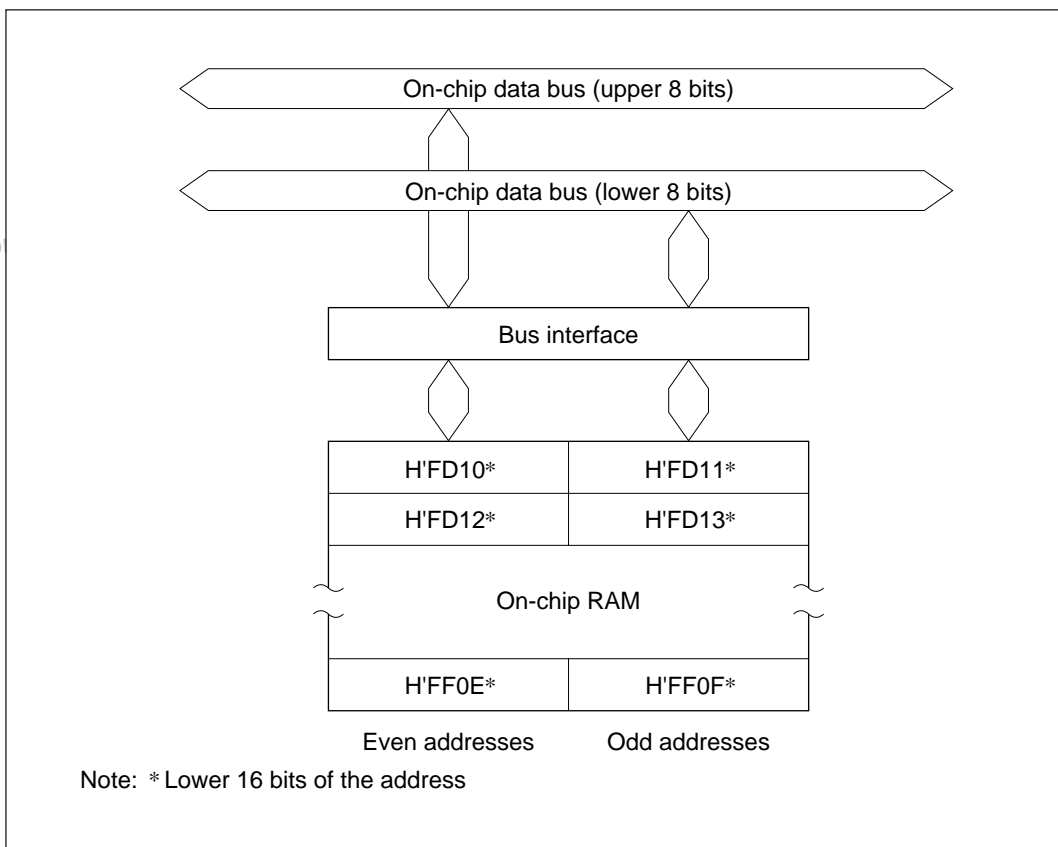 On-chip data bus (upper 8 bits)
On-chip data bus (lower 8 bits)
Bus interface
H'FD10* H'FD11*
H'FD12* H'FD13*
On-chip RAM
H'FF0E* H'FF0F*
Even addresses Odd addresses
Note: * Lower 16 bits of the address